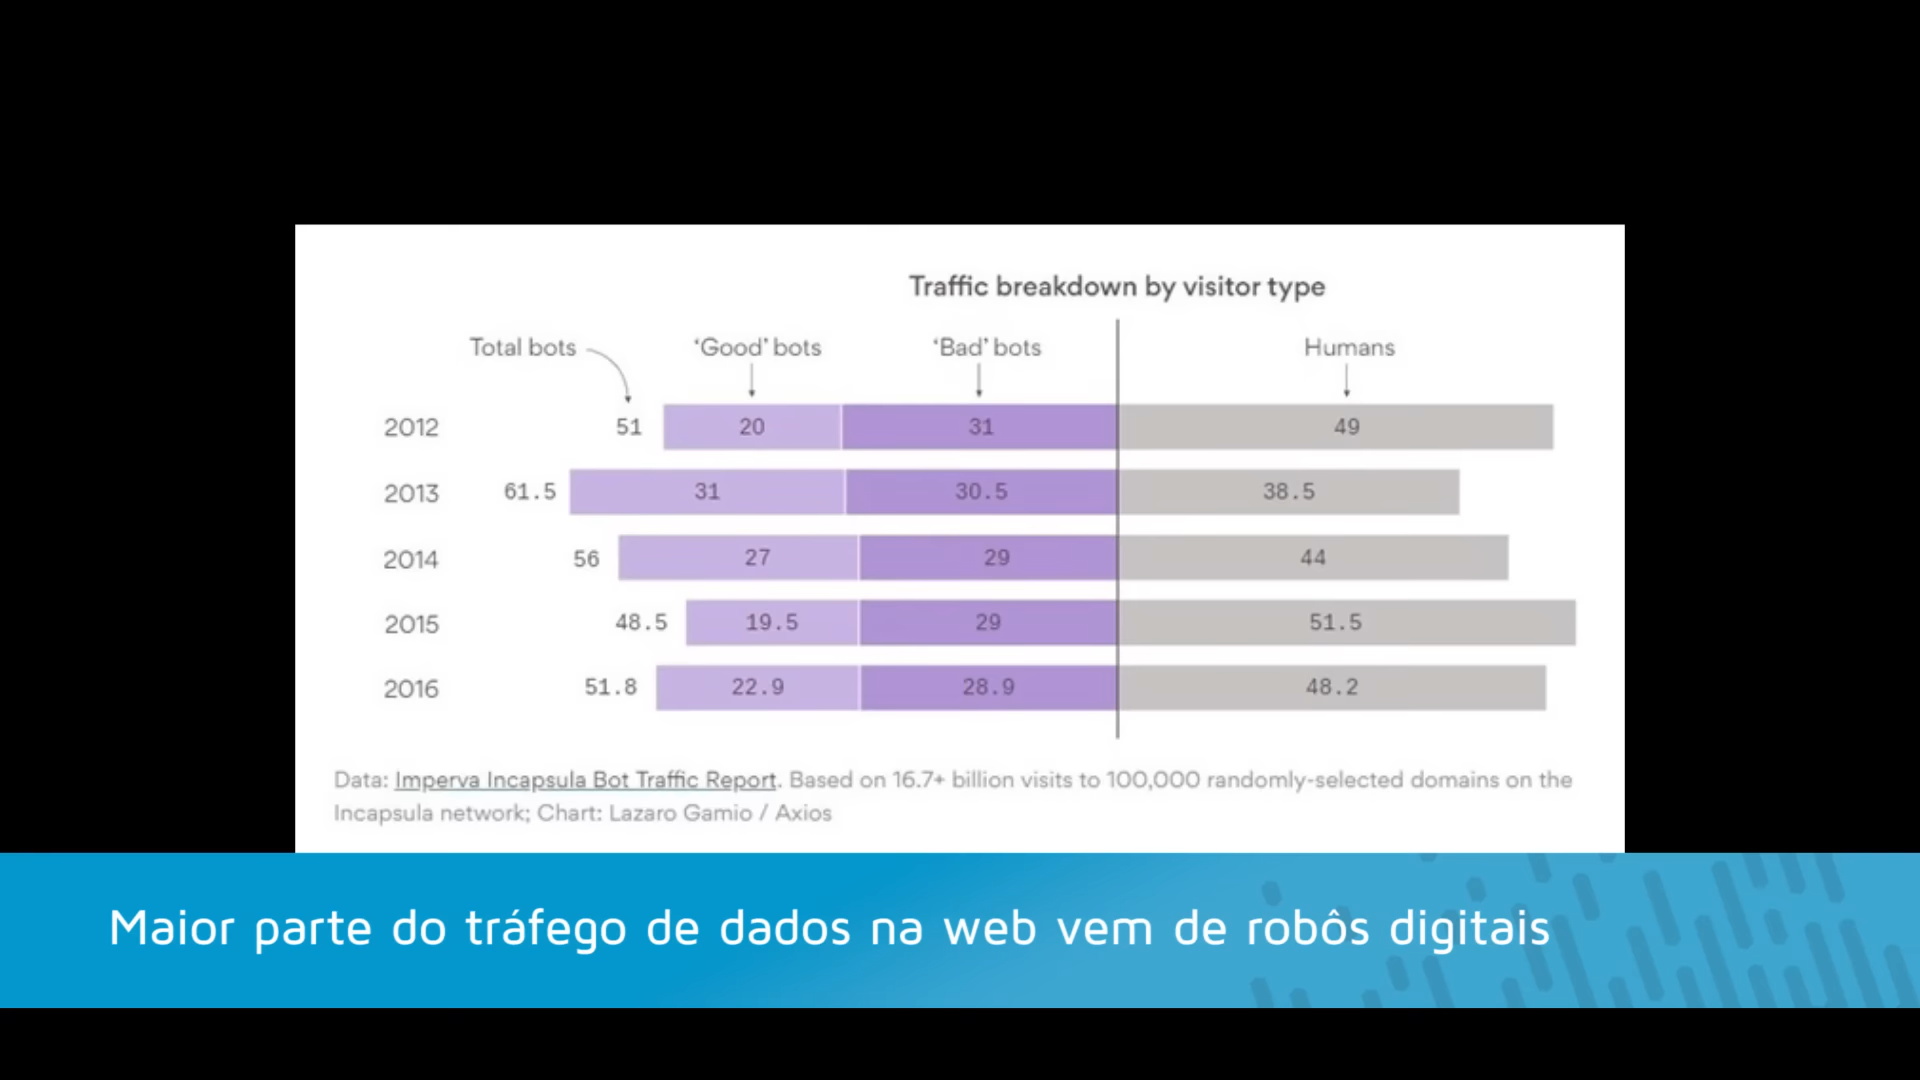 Traffic breakdown by visitor type
Total bots ‘Good’ bots ‘Bad’ bots Humans
2012 51 20 31 49
2013 61.5 31 30.5 38.5
2014 56 27 29 44
2015 48.5 19.5 29 51.5
2016 51.8 22.9 28.9 48.2
Data: Imperva Incapsula Bot Traffic Report. Based on 16.7+ billion visits to 100,000 randomly-selected domains on the
Incapsula network; Chart: Lazaro Gamio / Axios
Maior parte do tráfego de dados na web vem de robôs digitais